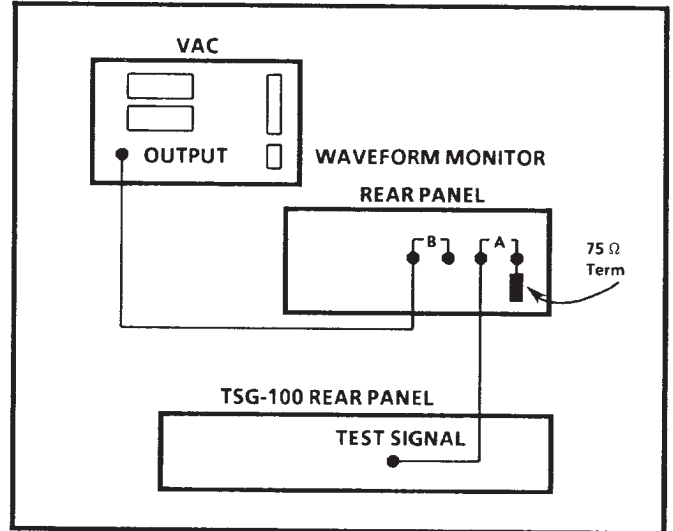 VAC
OUTPUT
WAVEFORM MONITOR
REAR PANEL
B
A
75 Ω
Term
TSG-100 REAR PANEL
TEST SIGNAL